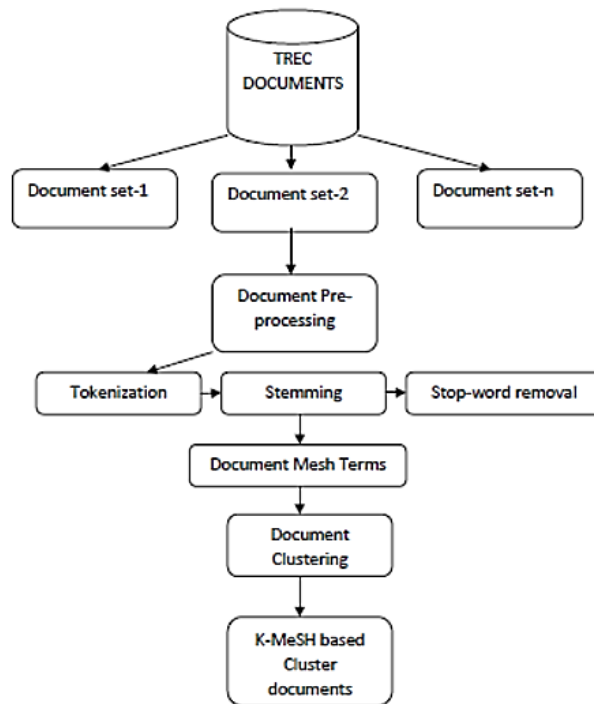 TREC
DOCUMENTS
Document set-1
Document set-2
Document set-n
Document Pre-
processing
Tokenization
Stemming
Stop-word removal
Document Mesh Terms
Document
Clustering
K-MeSH based
Cluster
documents